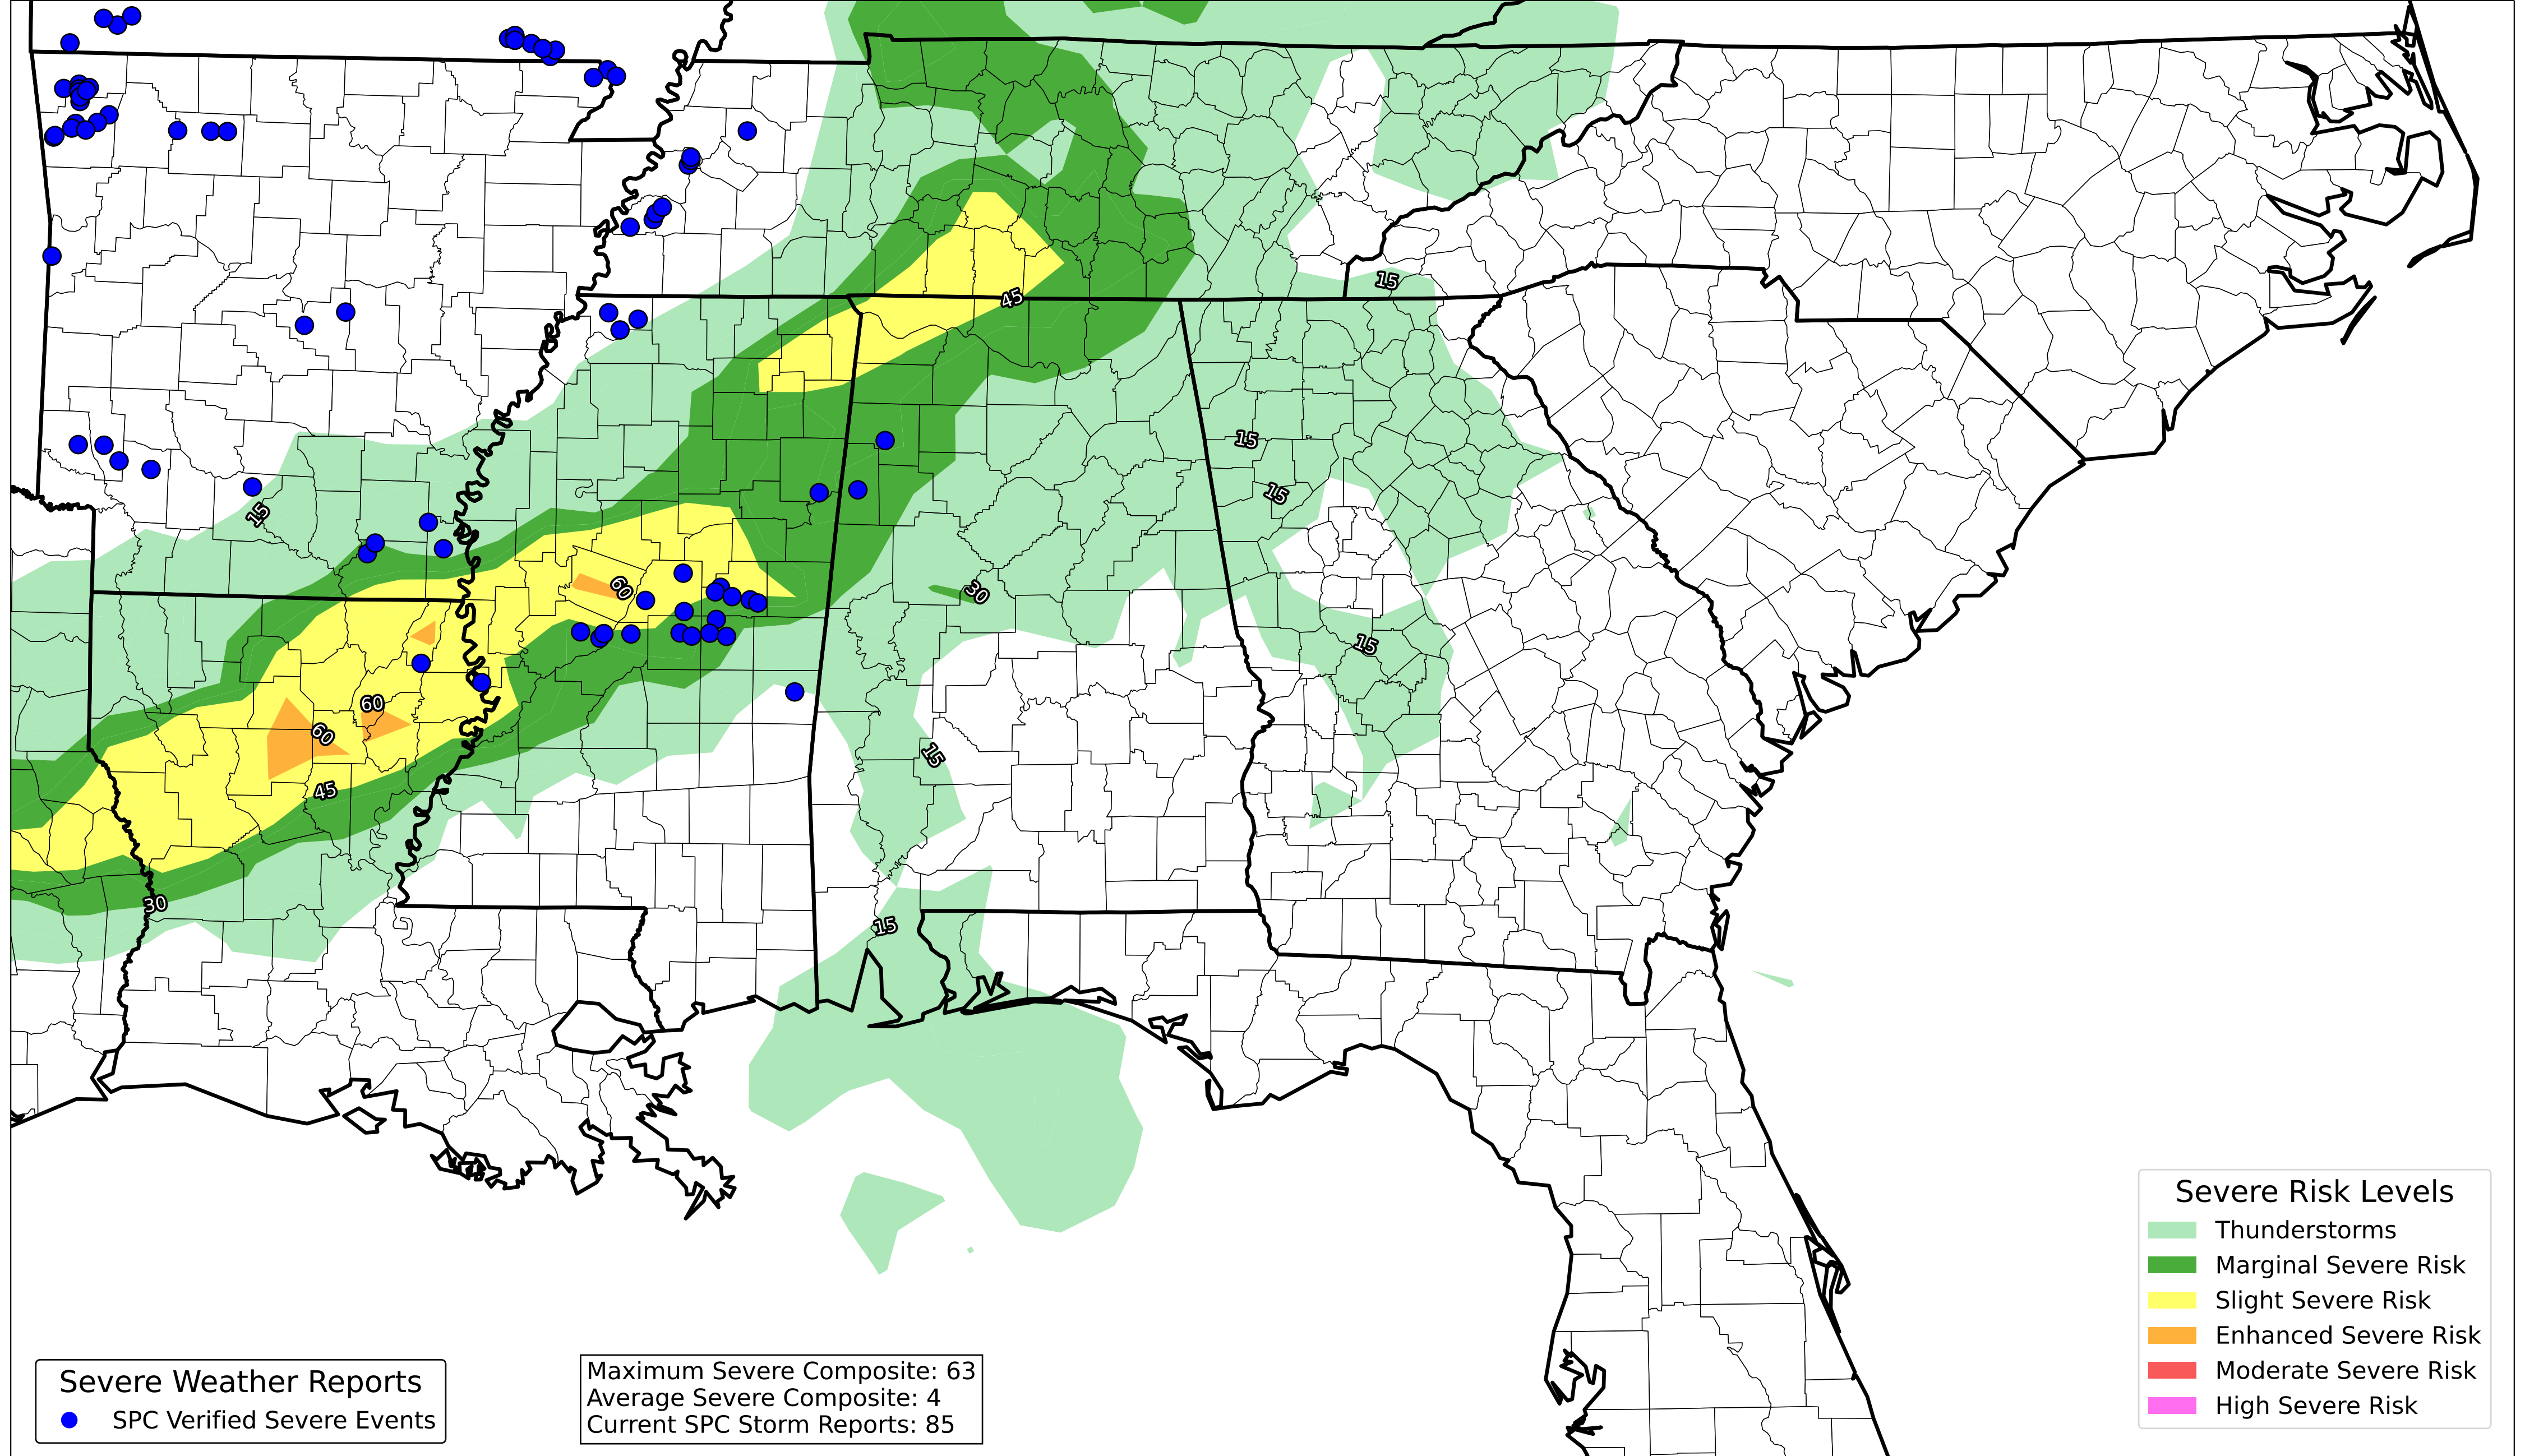 15
45
15
15
15
30
60
15
60
60
15
45
30
15
Severe Risk Levels
Thunderstorms
Marginal Severe Risk
Slight Severe Risk
Enhanced Severe Risk
Moderate Severe Risk
High Severe Risk
Severe Weather Reports
SPC Verified Severe Events
Maximum Severe Composite: 63
Average Severe Composite: 4
Current SPC Storm Reports: 85